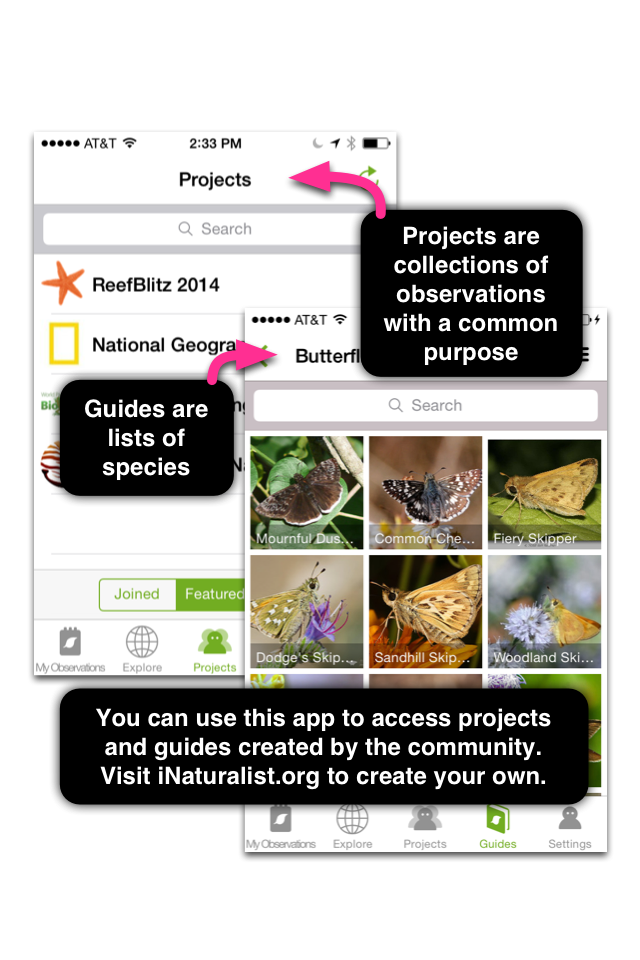 AT&T
2:33 PM
Projects
Search
Projects are
collections of
observations
with a common
purpose
ReefBlitz 2014
National Geogra
Guides are
lists of
species
Joined
Featured
My Observations
Explore
Projects
AT&T
Butterfl
Search
Mournful Dus...
Common Che...
Fiery Skipper
Dodge's Skip...
Sandhill Skip...
Woodland Ski...
You can use this app to access projects
and guides created by the community.
Visit iNaturalist.org to create your own.
My Observations
Explore
Projects
Guides
Settings